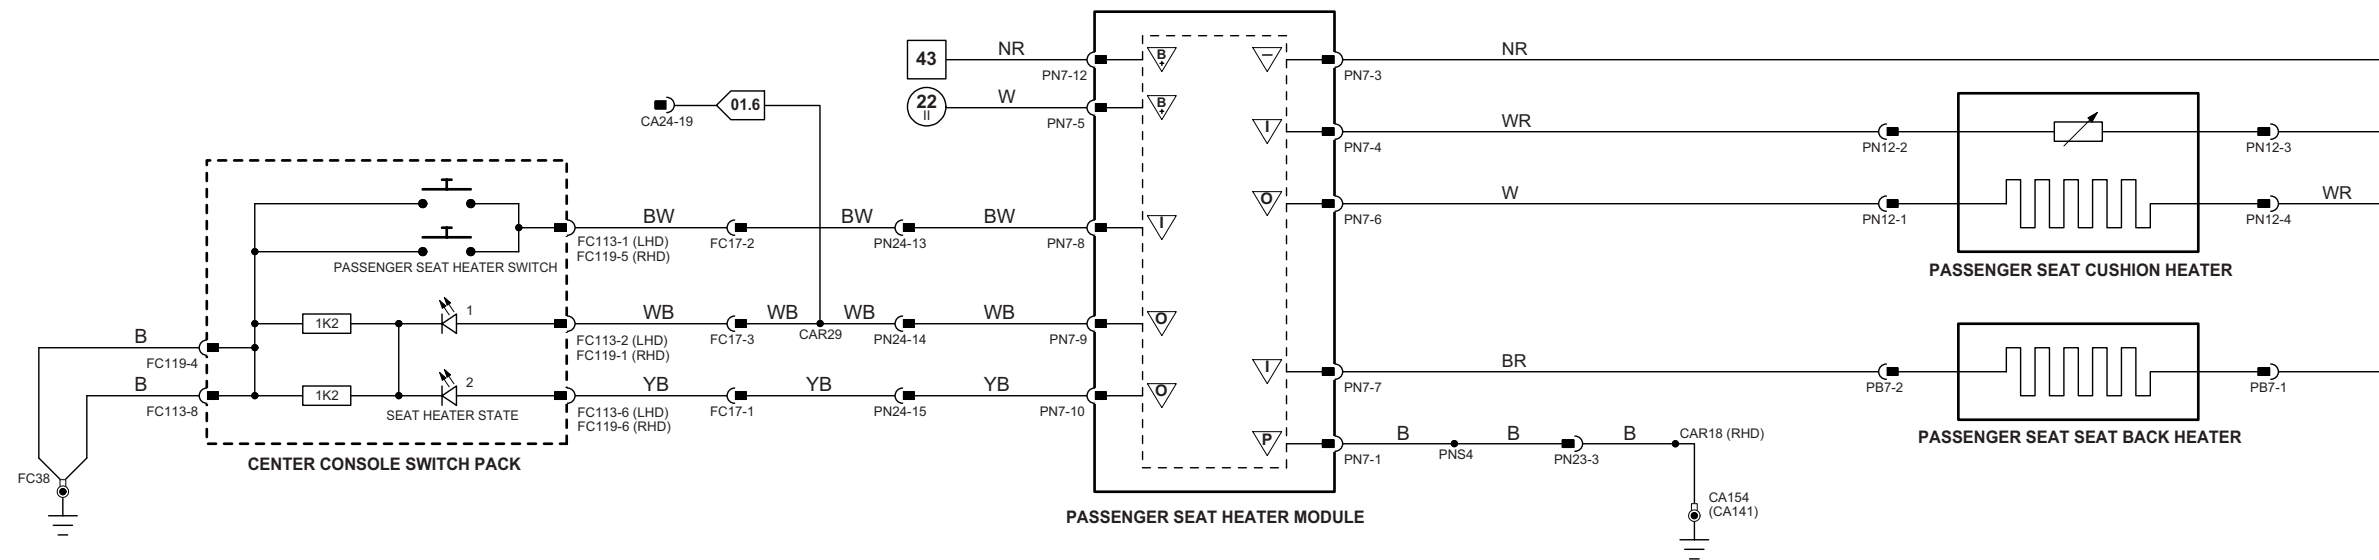 43
NR
PN7-12
B
+
–
PN7-3
NR
22
II
W
PN7-5
B
+
CA24-19
01.6
I
PN7-4
WR
PN12-2
PN12-3
O
PN7-6
W
PN12-1
PN12-4
WR
PASSENGER SEAT CUSHION HEATER
PASSENGER SEAT HEATER SWITCH
FC113-1 (LHD)
FC119-5 (RHD)
BW
FC17-2
BW
PN24-13
BW
PN7-8
I
1K2
1
FC113-2 (LHD)
FC119-1 (RHD)
WB
FC17-3
WB
CAR29
WB
PN24-14
WB
PN7-9
O
B
FC119-4
B
FC113-8
1K2
2
SEAT HEATER STATE
FC113-6 (LHD)
FC119-6 (RHD)
YB
FC17-1
YB
PN24-15
YB
PN7-10
O
I
PN7-7
BR
PB7-2
PB7-1
PASSENGER SEAT SEAT BACK HEATER
P
PN7-1
B
PNS4
B
PN23-3
B
CAR18 (RHD)
CA154
(CA141)
CENTER CONSOLE SWITCH PACK
FC38
PASSENGER SEAT HEATER MODULE